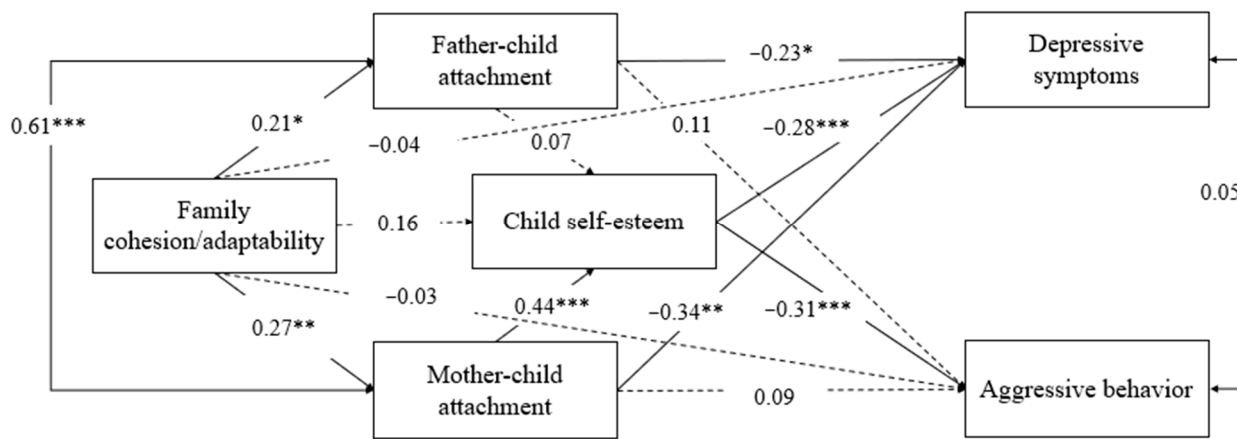 Father-child
attachment
−0.23*
Depressive
symptoms
0.61***
0.21*
−0.04
0.07
0.11
−0.28***
Family
cohesion/adaptability
0.16
Child self-esteem
0.05
−0.03
0.44***
−0.34**
−0.31***
0.27**
Mother-child
attachment
0.09
Aggressive behavior